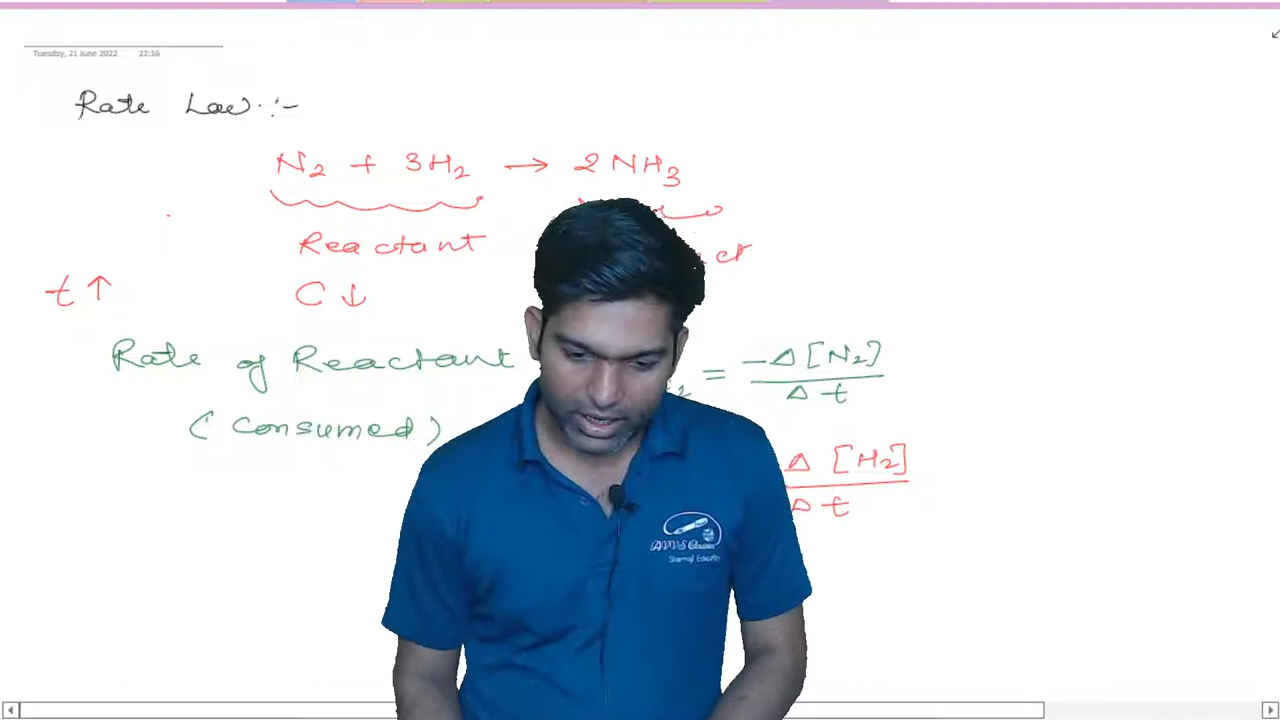 Tuesday, 21 June 2022 22:16
Rate Law :-
N₂ + 3H₂ → 2NH₃
Reactant
t ↑ C ↓
Rate of Reactant = -Δ[N₂] / Δt
(Consumed)
Δ [H₂] / Δt
Classes